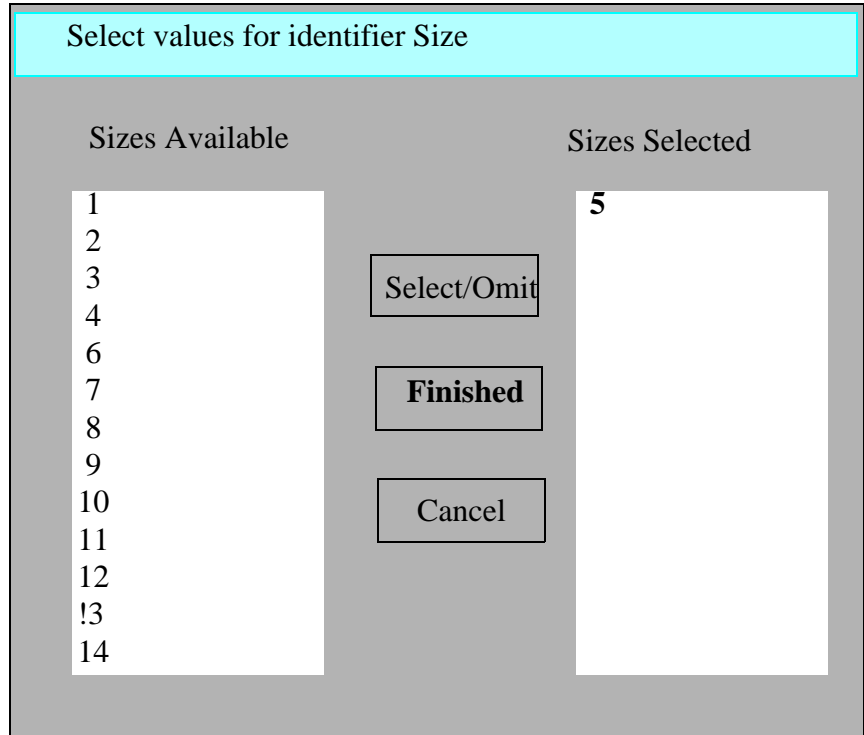 Select values for identifier Size
Sizes Available
1
2
3
4
6
7
8
9
10
11
12
!3
14
Select/Omit
Finished
Cancel
Sizes Selected
5